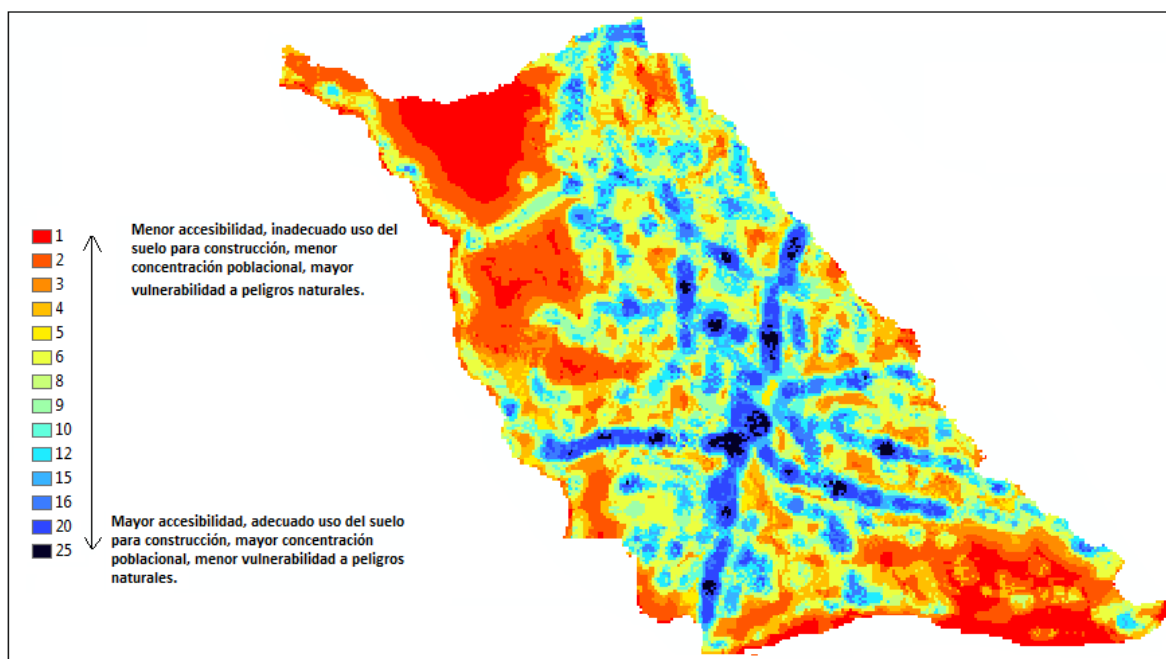 Menor accesibilidad, inadecuado uso del
suelo para construcción, menor
concentración poblacional, mayor
vulnerabilidad a peligros naturales.
1
2
3
4
5
6
8
9
10
12
15
16
20
25
Mayor accesibilidad, adecuado uso del suelo
para construcción, mayor concentración
poblacional, menor vulnerabilidad a peligros
naturales.